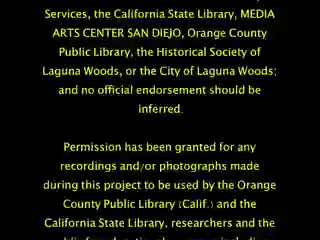 Services, the California State Library, MEDIA
ARTS CENTER SAN DIEJO, Orange County
Public Library, the Historical Society of
Laguna Woods, or the City of Laguna Woods;
and no official endorsement should be
inferred.
Permission has been granted for any
recordings and/or photographs made
during this project to be used by the Orange
County Public Library (Calif.) and the
California State Library, researchers and the